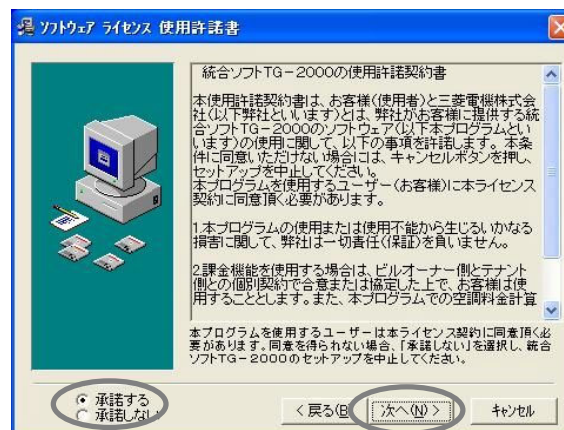 ソフトウェア ライセンス 使用許諾書
統合ソフトTG－2000の使用許諾契約書
本使用許諾契約書は、お客様(使用者)と三菱電機株式会
社(以下弊社といいます)とは、弊社がお客様に提供する統
合ソフトTG－2000のソフトウェア(以下本プログラムとい
います)の使用に関して、以下の事項を許諾します。 本条
件に同意いただけない場合には、キャンセルボタンを押し、
セットアップを中止してください。
本プログラムを使用するユーザー(お客様)に本ライセンス
契約に同意頂く必要があります。
1.本プログラムの使用または使用不能から生じるいかなる
損害に関して、弊社は一切責任(保証)を負いません。
2.課金機能を使用する場合は、ビルオーナー側とテナント
側との個別契約で合意または協定した上で、お客様は使
用することとします。また、本プログラムでの空調料金計算
本プログラムを使用するユーザーは本ライセンス契約に同意頂く必
要があります。同意を得られない場合、「承諾しない」を選択し、統合
ソフトTG－2000のセットアップを中止してください。
承諾する
承諾しない
< 戻る(B)
次へ(N) >
キャンセル